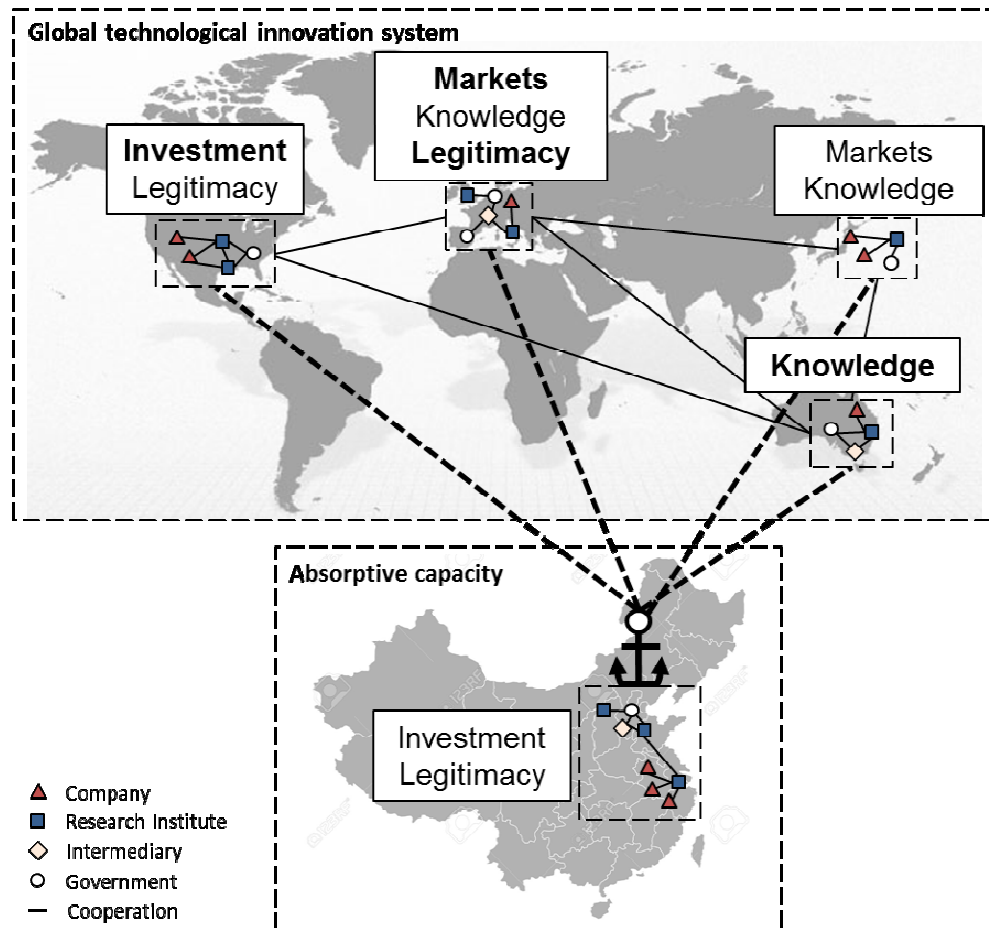 Global technological innovation system
Markets
Knowledge
Legitimacy
Investment
Legitimacy
Markets
Knowledge
Knowledge
Absorptive capacity
Investment
Legitimacy
Company
Research Institute
Intermediary
Government
Cooperation